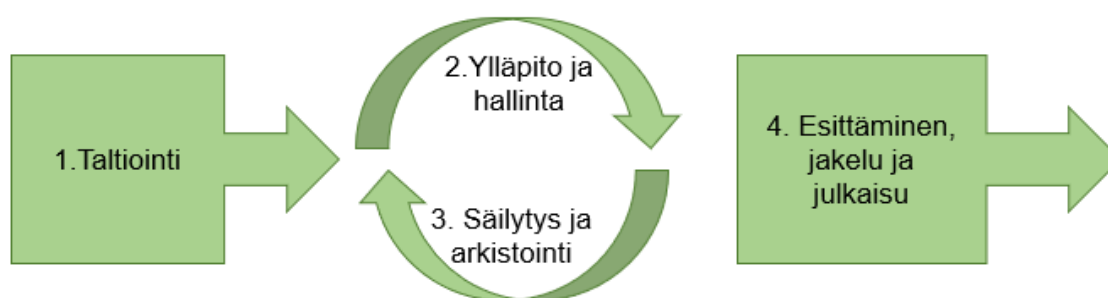 1.Taltiointi
2.Ylläpito ja
hallinta
3. Säilytys ja
arkistointi
4. Esittäminen,
jakelu ja
julkaisu